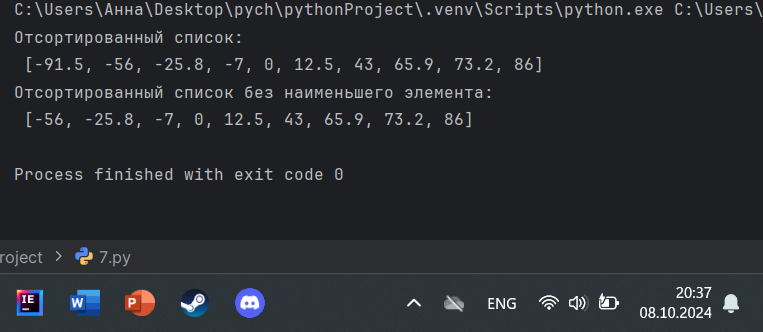 C:\Users\Анна\Desktop\pych\pythonProject\.venv\Scripts\python.exe C:\Users\
Отсортированный список:
[-91.5, -56, -25.8, -7, 0, 12.5, 43, 65.9, 73.2, 86]
Отсортированный список без наименьшего элемента:
[-56, -25.8, -7, 0, 12.5, 43, 65.9, 73.2, 86]
Process finished with exit code 0
roject > 7.py
IE W P ENG 20:37
08.10.2024